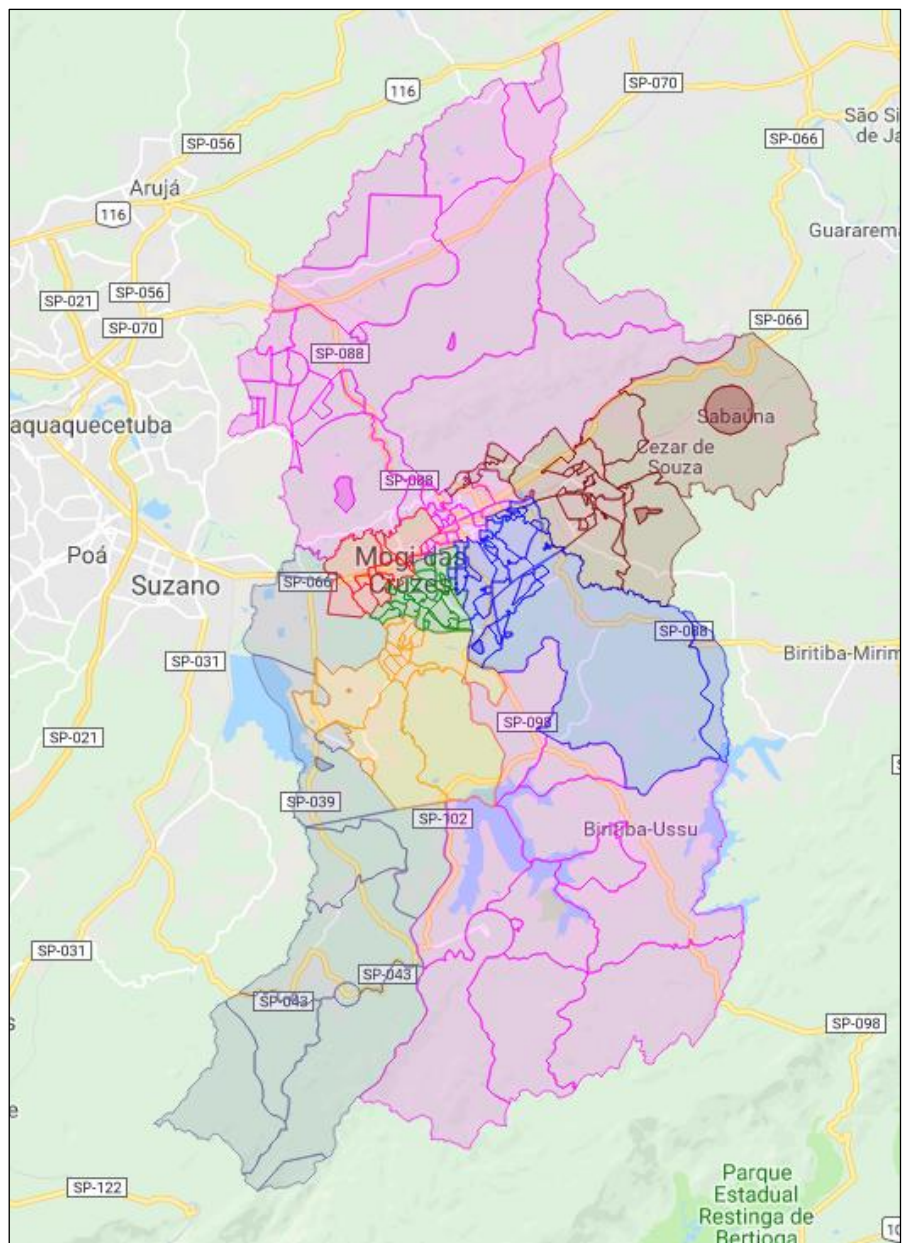 116
SP-070
SP-056
SP-066
São Si
de Ja
Arujá
116
Guararema
SP-021
SP-056
SP-070
SP-066
SP-088
aquaquecetuba
Sabaúna
Cezar de
Souza
SP-088
Poá
Mogi das
Cruzes
SP-066
Suzano
SP-088
SP-031
Biritiba-Mirim
SP-098
SP-021
SP-039
SP-102
Biritiba-Ussu
SP-031
SP-043
SP-043
SP-098
SP-122
Parque
Estadual
Restinga de
Bertioga